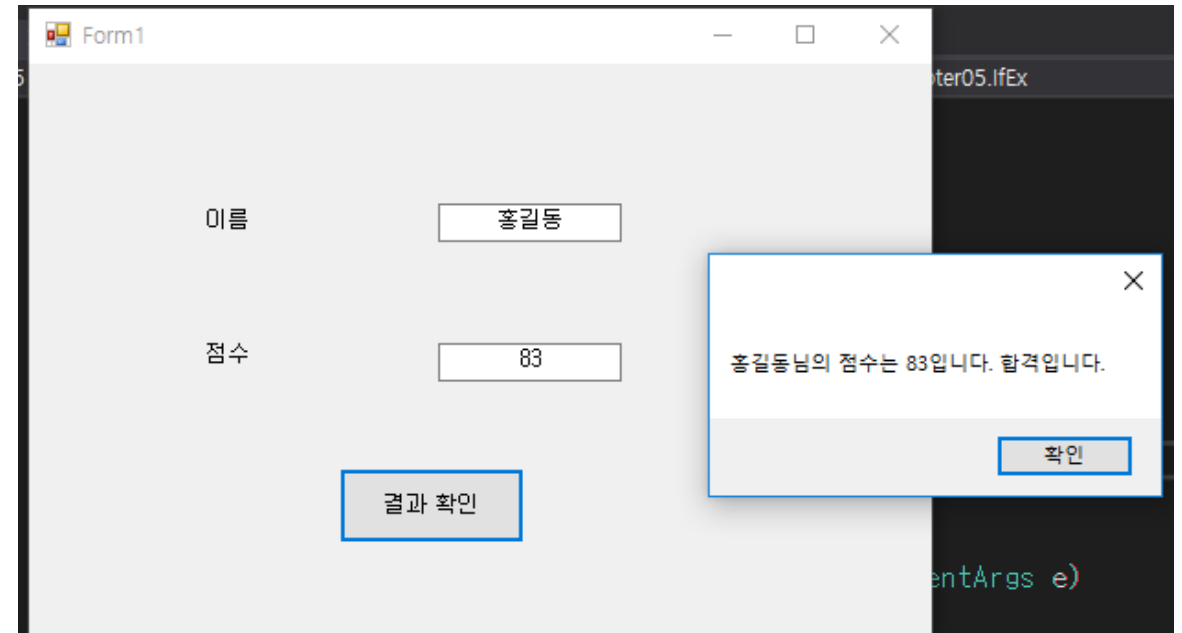 Form1
5
pter05.IfEx
이름
홍길동
점수
83
홍길동님의 점수는 83입니다. 합격입니다.
확인
결과 확인
entArgs e)